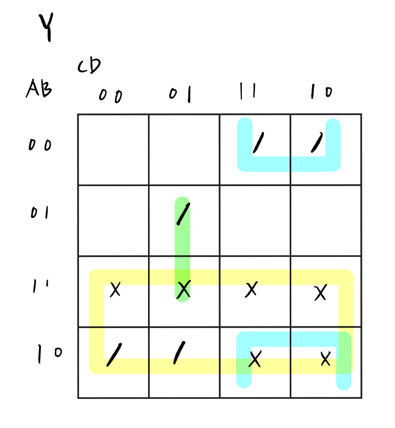 Y
CD
AB 00 01 11 10
00 / /
01 /
11 X X X X
10 / / X X